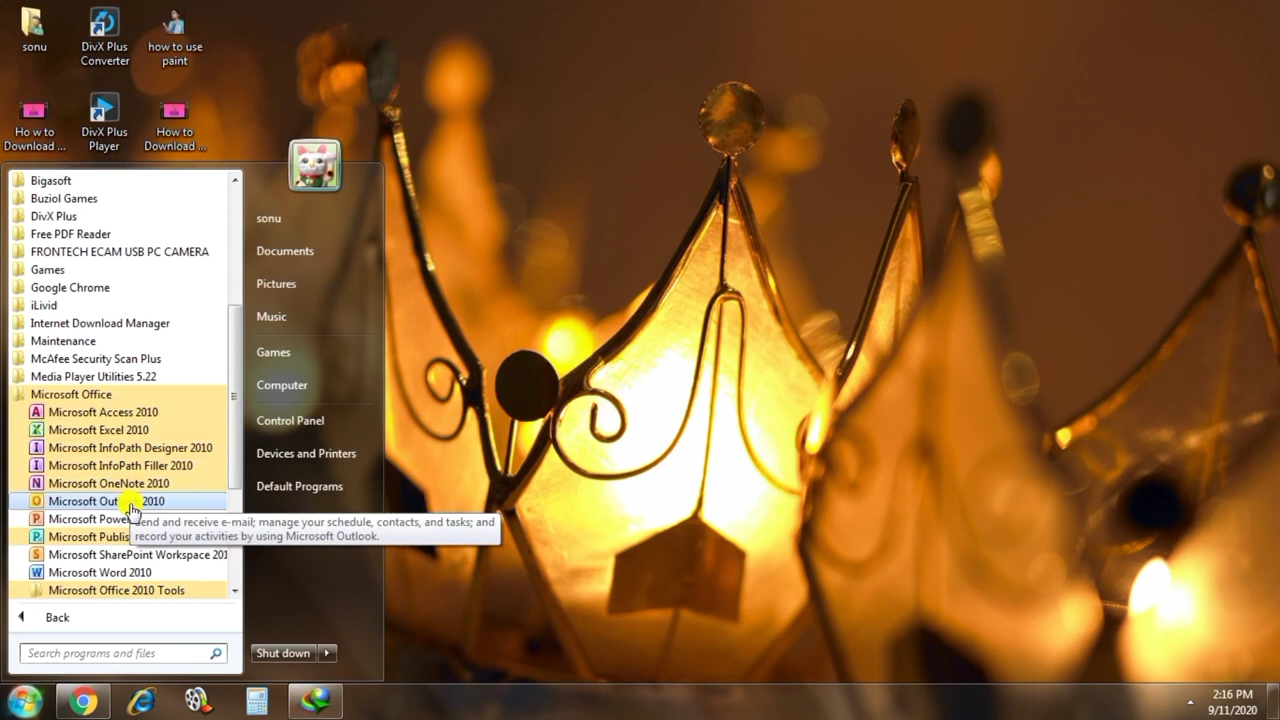 sonu
DivX Plus
Converter
how to use
paint
Ho w to
Download ...
DivX Plus
Player
How to
Download ...
Bigasoft
Buziol Games
DivX Plus
Free PDF Reader
FRONTECH ECAM USB PC CAMERA
Games
Google Chrome
iLivid
Internet Download Manager
Maintenance
McAfee Security Scan Plus
Media Player Utilities 5.22
Microsoft Office
Microsoft Access 2010
Microsoft Excel 2010
Microsoft InfoPath Designer 2010
Microsoft InfoPath Filler 2010
Microsoft OneNote 2010
Microsoft Out 2010
Microsoft Power
Microsoft Publis
Microsoft SharePoint Workspace 201
Microsoft Word 2010
Microsoft Office 2010 Tools
Back
Search programs and files
sonu
Documents
Pictures
Music
Games
Computer
Control Panel
Devices and Printers
Default Programs
Shut down
Send and receive e-mail; manage your schedule, contacts, and tasks; and
record your activities by using Microsoft Outlook.
2:16 PM
9/11/2020